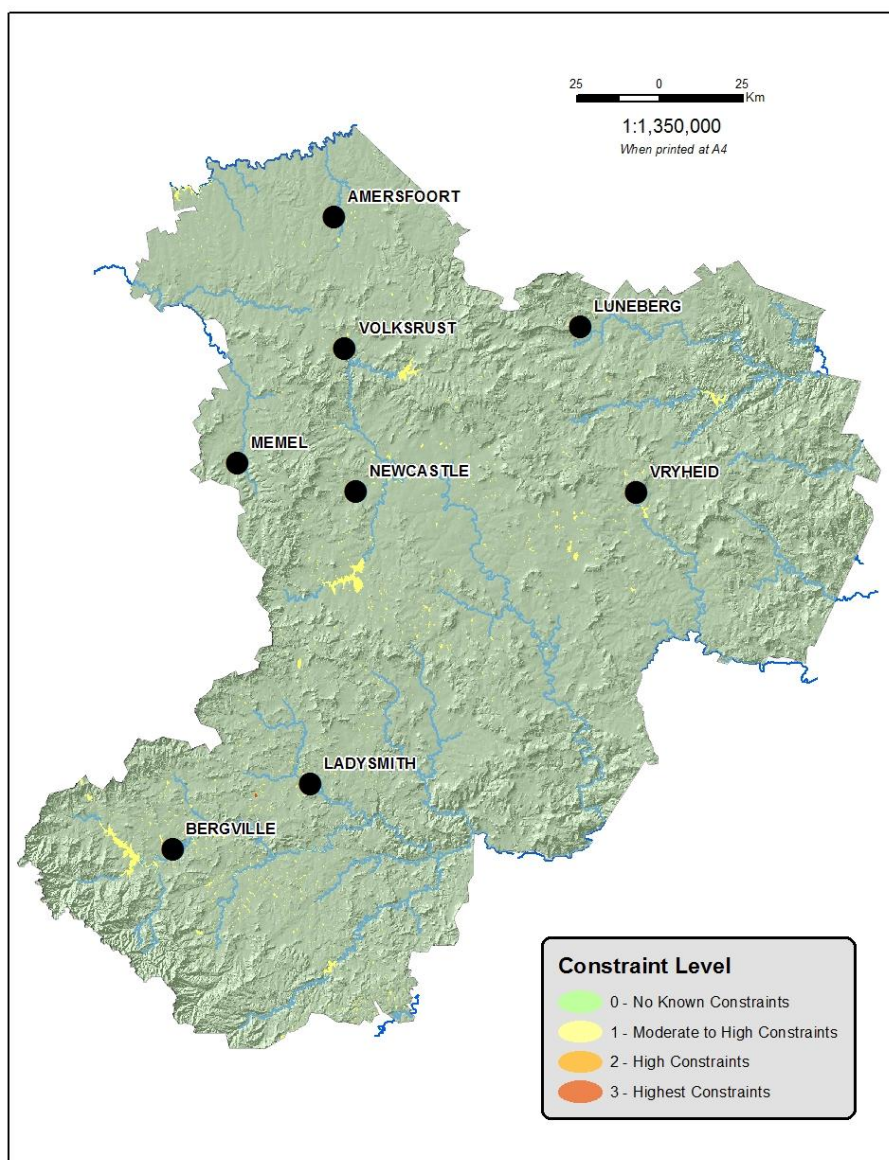 25 0 25
Km
1:1,350,000
When printed at A4
AMERSFOORT
LUNEBERG
VOLKSRUST
MEMEL
NEWCASTLE
VRYHEID
LADYSMITH
BERGVILLE
Constraint Level
0 - No Known Constraints
1 - Moderate to High Constraints
2 - High Constraints
3 - Highest Constraints